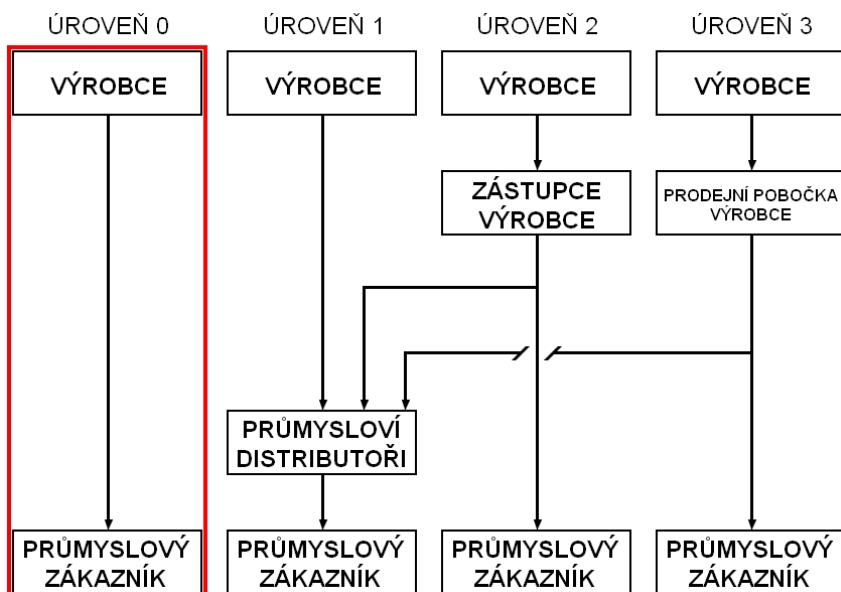 ÚROVEŇ 0
ÚROVEŇ 1
ÚROVEŇ 2
ÚROVEŇ 3
VÝROBCE
VÝROBCE
VÝROBCE
VÝROBCE
ZÁSTUPCE
VÝROBCE
PRODEJNÍ POBOČKA
VÝROBCE
PRŮMYSLOVÍ
DISTRIBUTOŘI
PRŮMYSLOVÝ
ZÁKAZNÍK
PRŮMYSLOVÝ
ZÁKAZNÍK
PRŮMYSLOVÝ
ZÁKAZNÍK
PRŮMYSLOVÝ
ZÁKAZNÍK